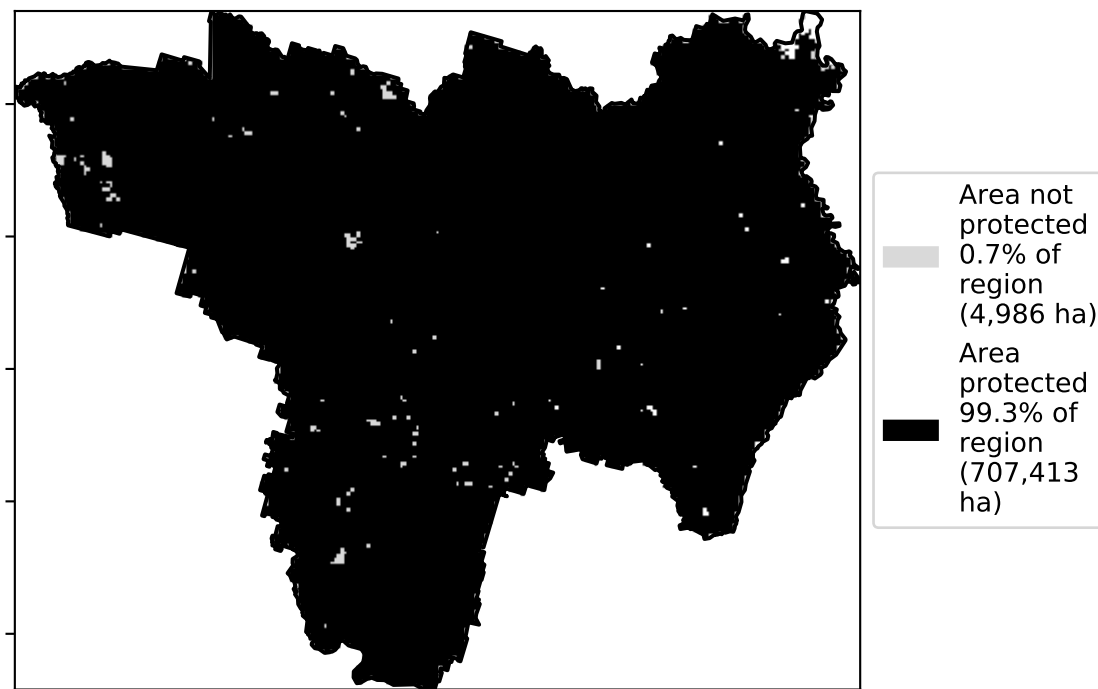 Area not
protected
0.7% of
region
(4,986 ha)
Area
protected
99.3% of
region
(707,413
ha)